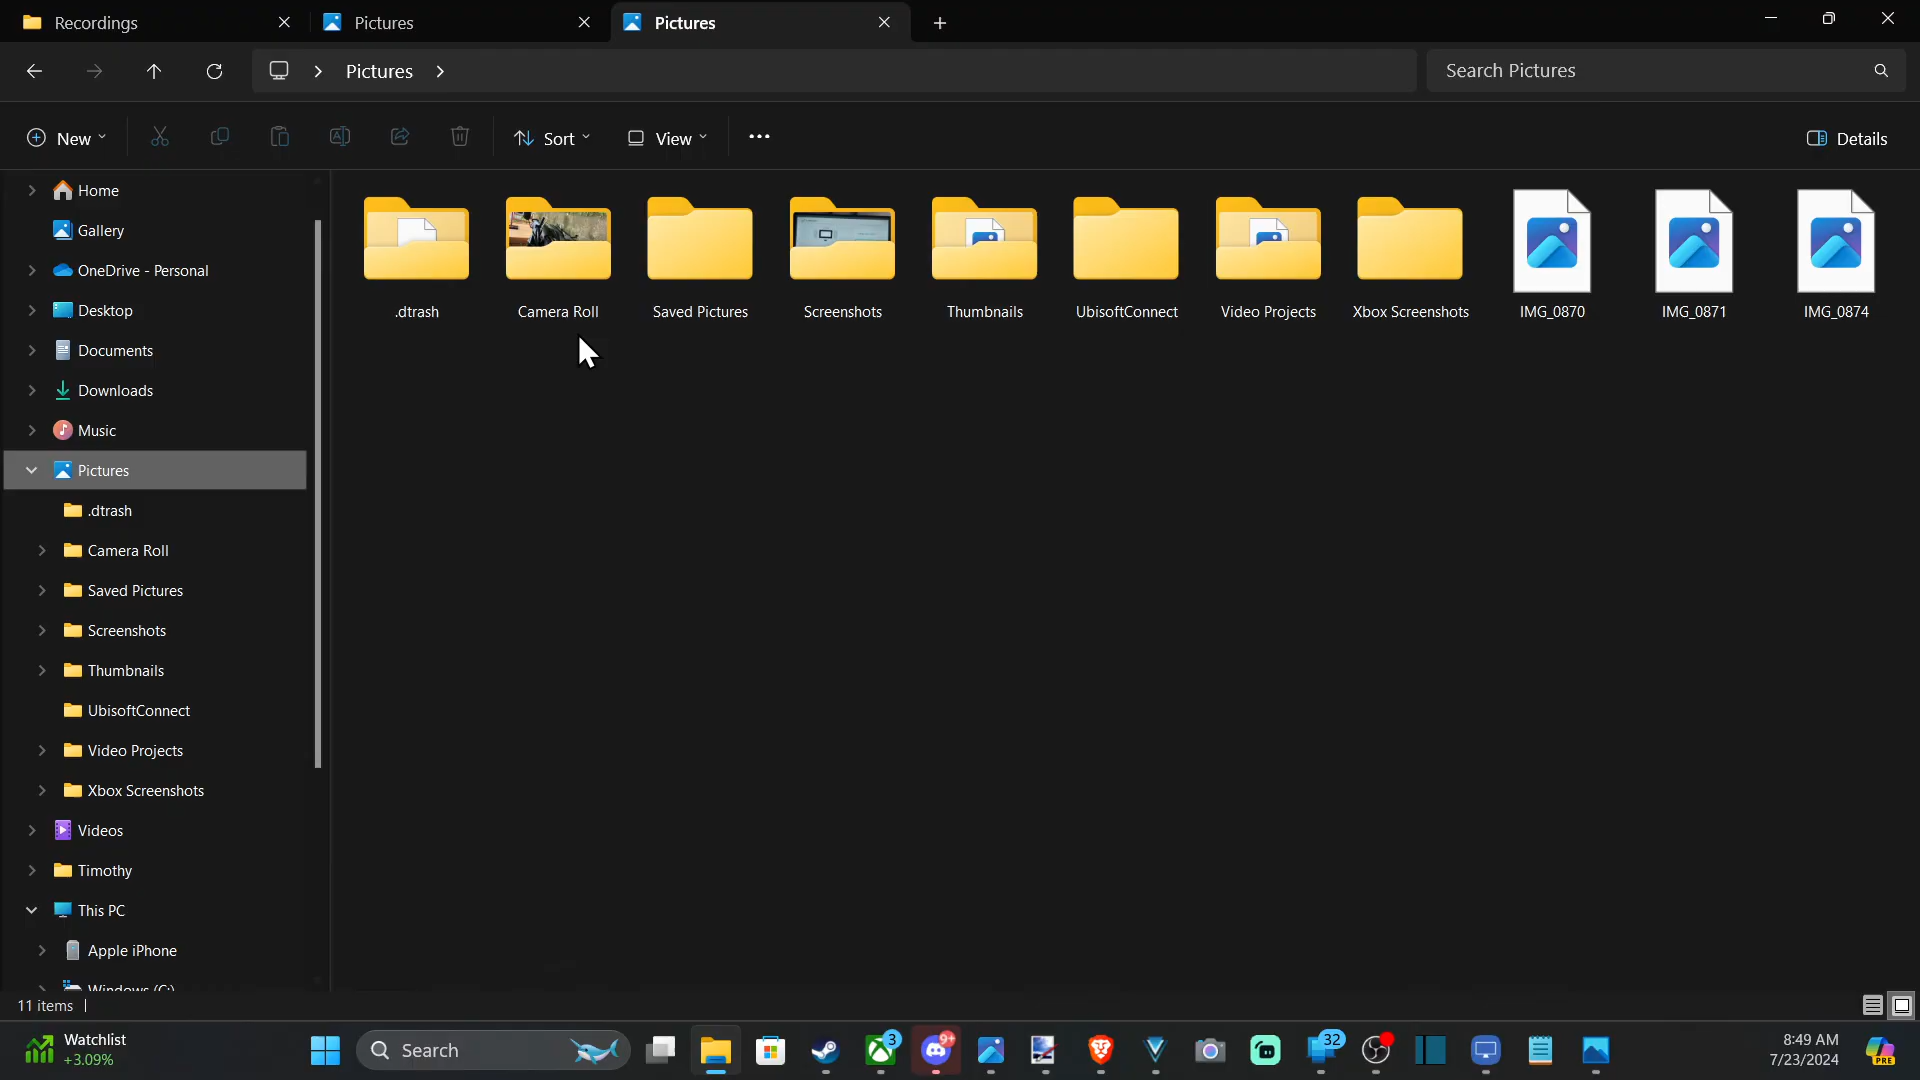 Recordings
Pictures
Pictures
Pictures
Search Pictures
New
Sort
View
Details
Home
Gallery
OneDrive - Personal
Desktop
Documents
Downloads
Music
Pictures
.dtrash
Camera Roll
Saved Pictures
Screenshots
Thumbnails
UbisoftConnect
Video Projects
Xbox Screenshots
Videos
Timothy
This PC
Apple iPhone
Windows (C:)
.dtrash
Camera Roll
Saved Pictures
Screenshots
Thumbnails
UbisoftConnect
Video Projects
Xbox Screenshots
IMG_0870
IMG_0871
IMG_0874
11 items
Watchlist
+3.09%
Search
3
9+
32
8:49 AM
7/23/2024
PRE